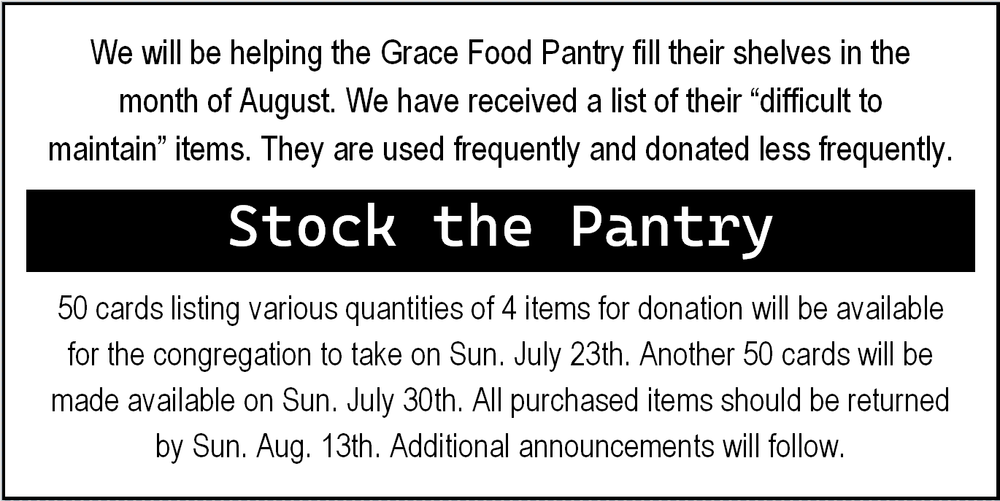 We will be helping the Grace Food Pantry fill their shelves in the
month of August. We have received a list of their “difficult to
maintain” items. They are used frequently and donated less frequently.
Stock the Pantry
50 cards listing various quantities of 4 items for donation will be available
for the congregation to take on Sun. July 23th. Another 50 cards will be
made available on Sun. July 30th. All purchased items should be returned
by Sun. Aug. 13th. Additional announcements will follow.